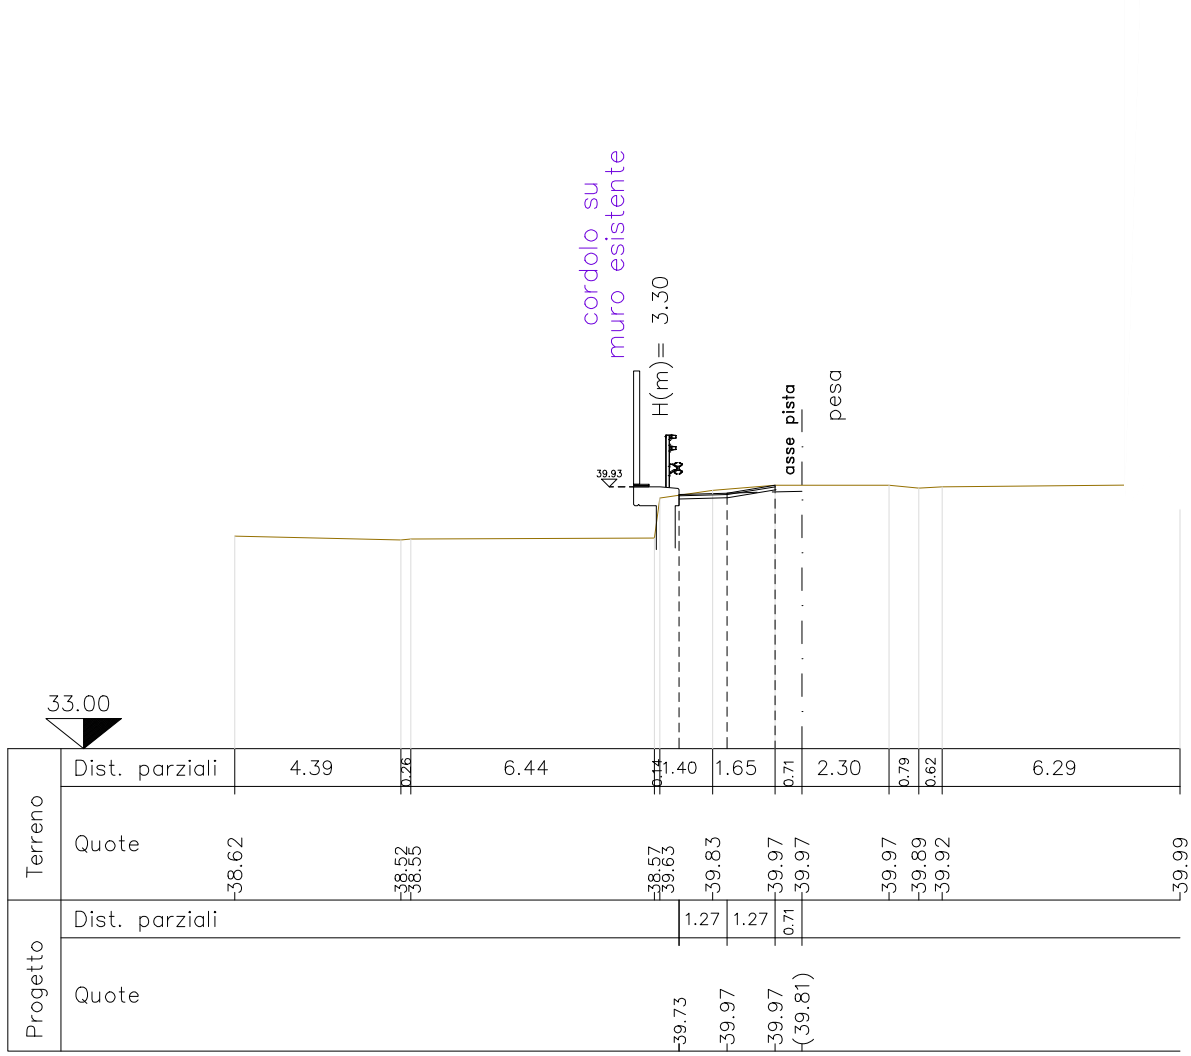 cordolo su
muro esistente
H(m)= 3.30
asse pista
pesa
39.93
33.00
Terreno
Dist. parziali
4.39
0.26
6.44
0.14
1.40
1.65
0.71
2.30
0.79
0.62
6.29
Quote
38.62
38.52
38.55
38.57
39.63
39.83
39.97
39.97
39.97
39.89
39.92
39.99
Progetto
Dist. parziali
1.27
1.27
0.71
Quote
39.73
39.97
39.97
(39.81)